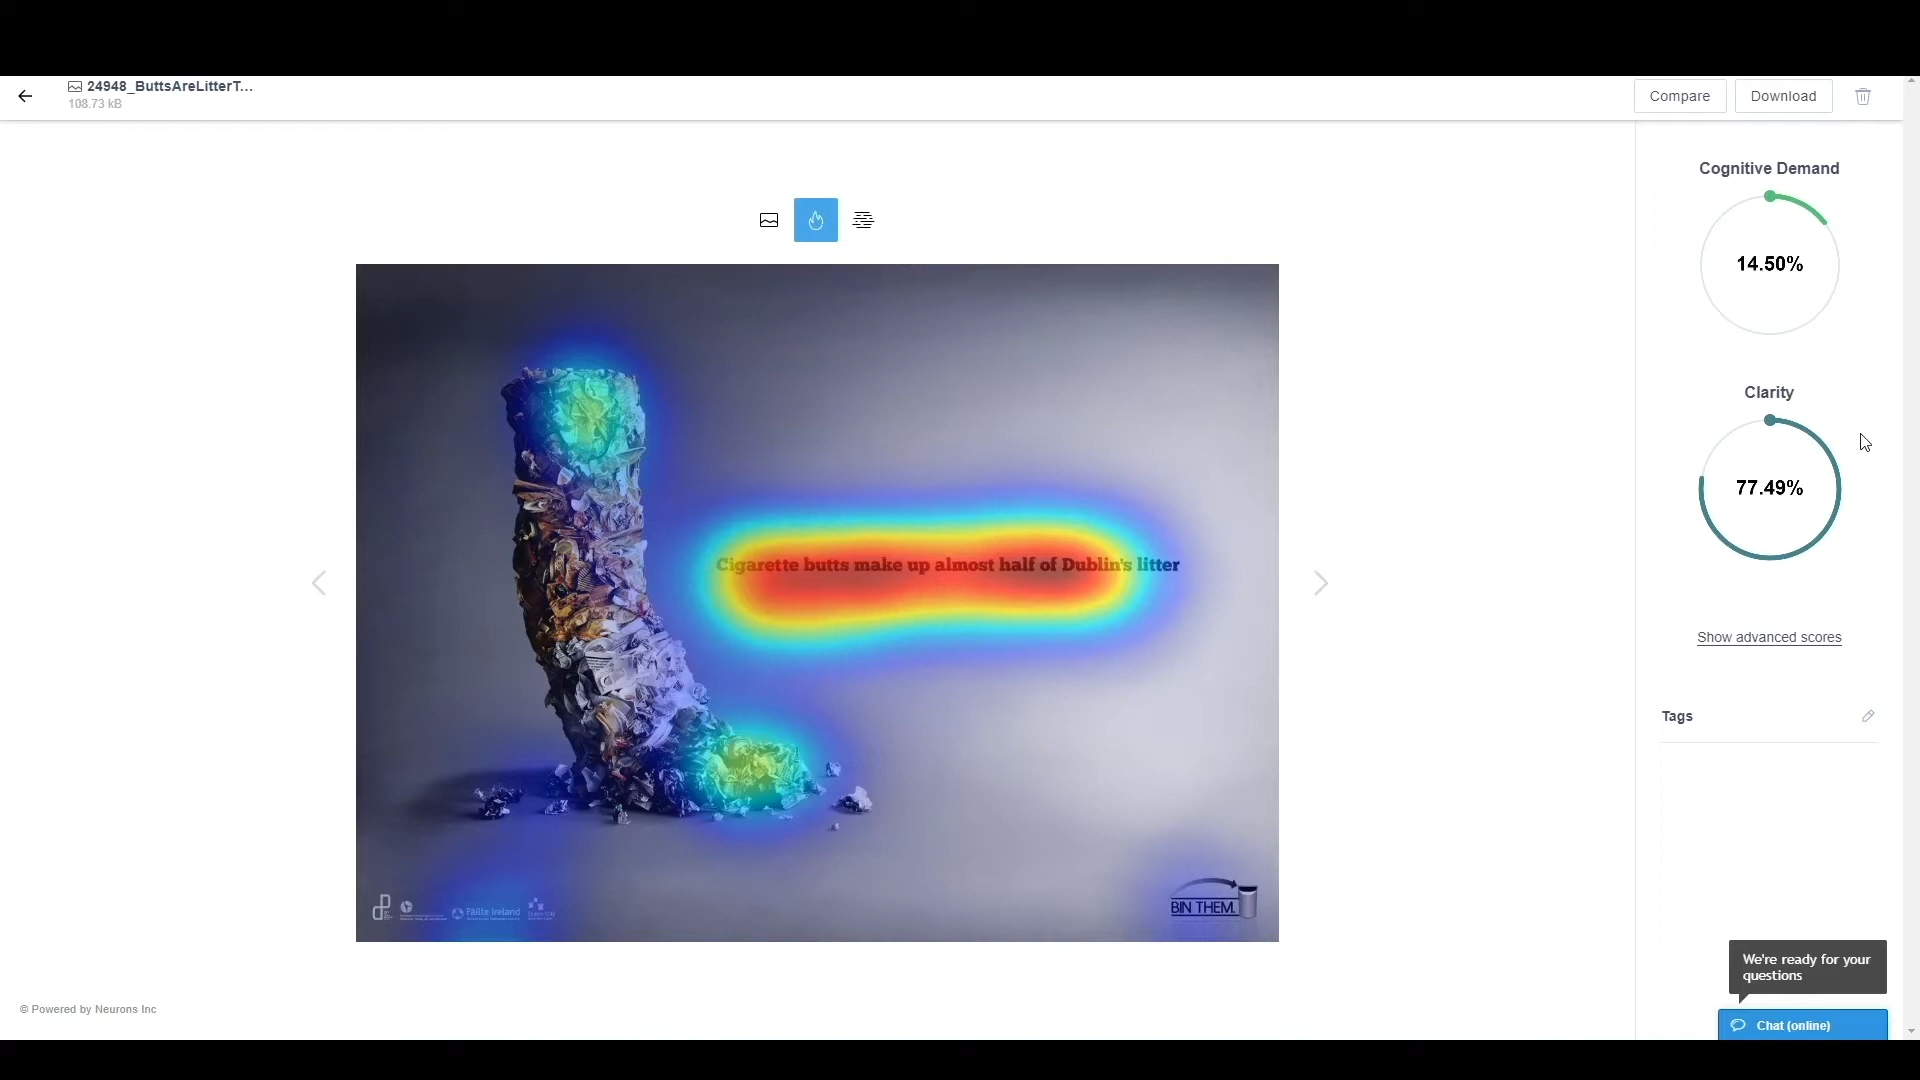 24948_ButtsAreLitterT...
108.73 kB
Compare
Download
Cognitive Demand
14.50%
Clarity
77.49%
Show advanced scores
Tags
Cigarette butts make up almost half of Dublin's litter
Fáilte Ireland
BIN THEM.
We're ready for your
questions
Chat (online)
© Powered by Neurons Inc